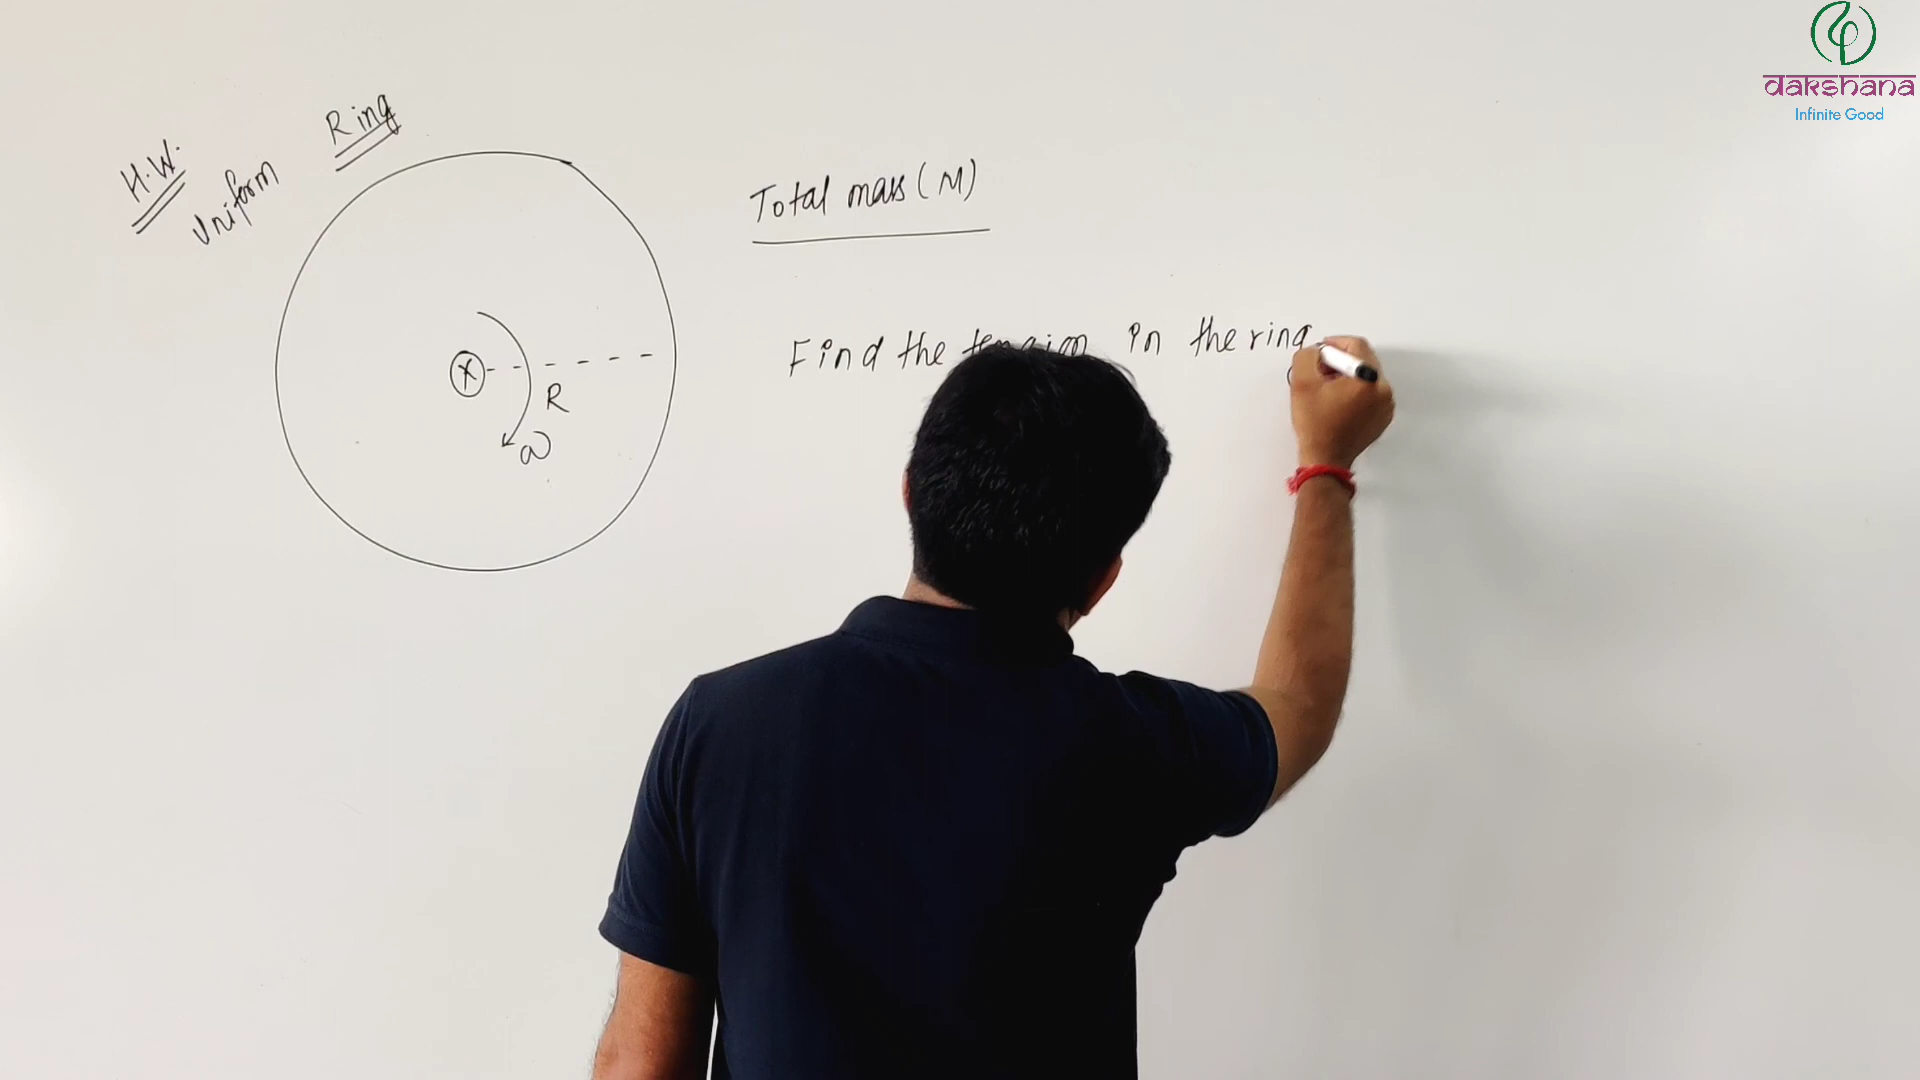 dakshana
Infinite Good
H.W.
Uniform
Ring
Total mass (M)
Find the tension in the ring
R
ω